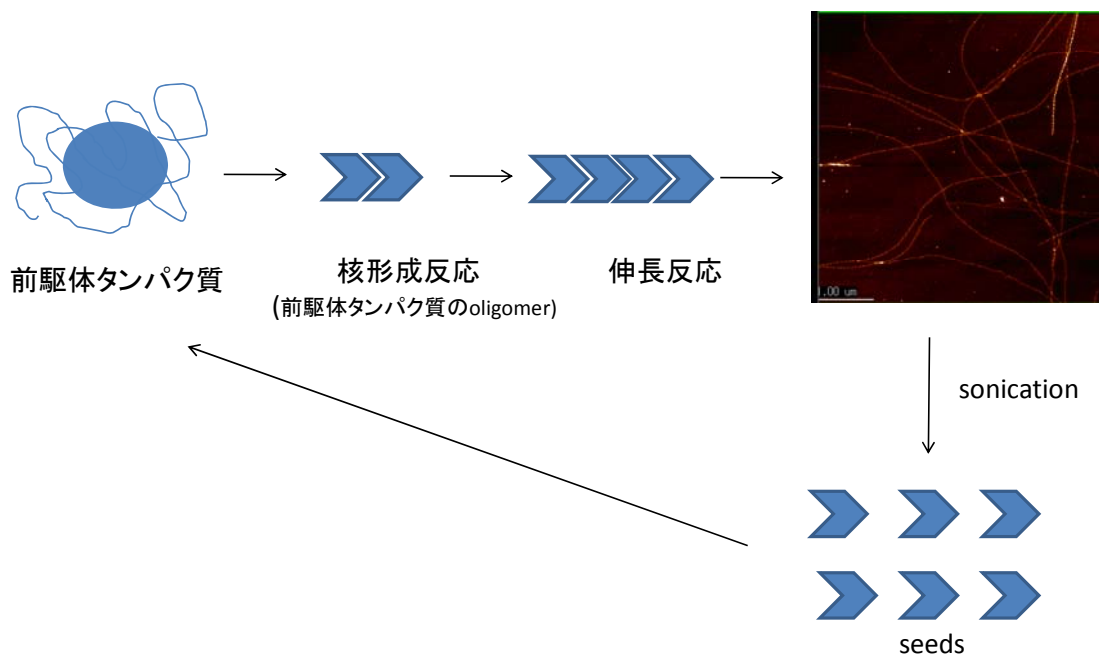 前駆体タンパク質
核形成反応
(前駆体タンパク質のoligomer)
伸長反応
1.00 um
sonication
seeds